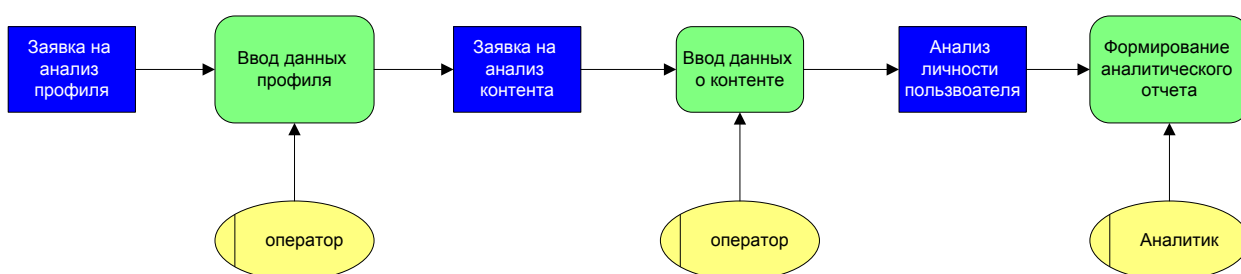 Заявка на
анализ
профиля
Ввод данных
профиля
Заявка на
анализ
контента
Ввод данных
о контенте
Анализ
личности
пользвоателя
Формирование
аналитического
отчета
оператор
оператор
Аналитик